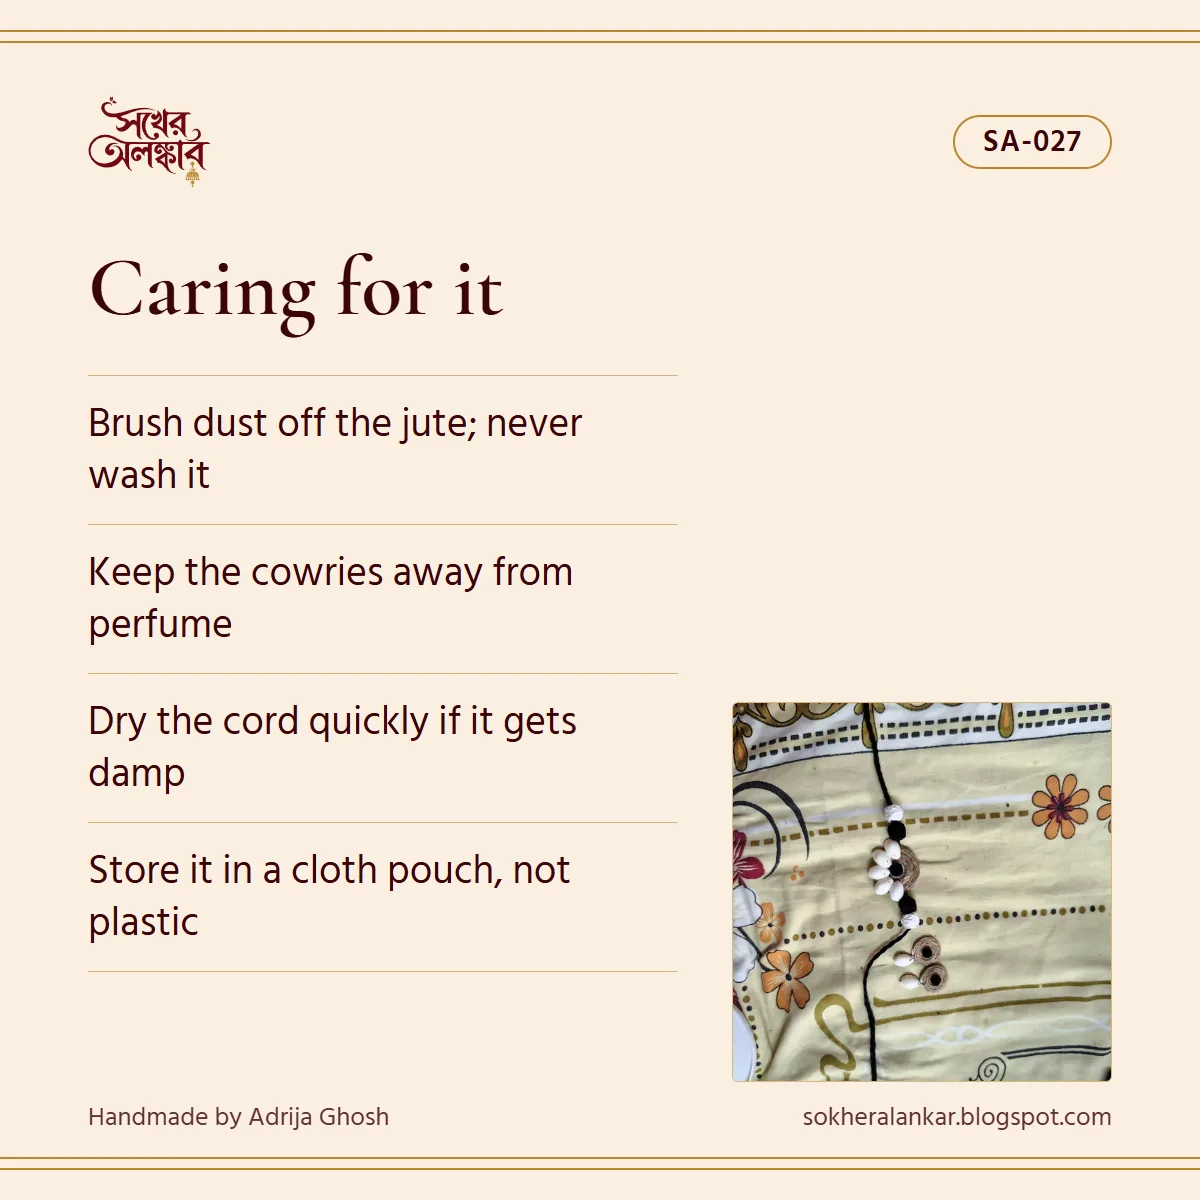 সখের
অলঙ্কার
SA-027
Caring for it
Brush dust off the jute; never
wash it
Keep the cowries away from
perfume
Dry the cord quickly if it gets
damp
Store it in a cloth pouch, not
plastic
Handmade by Adrija Ghosh
sokheralankar.blogspot.com